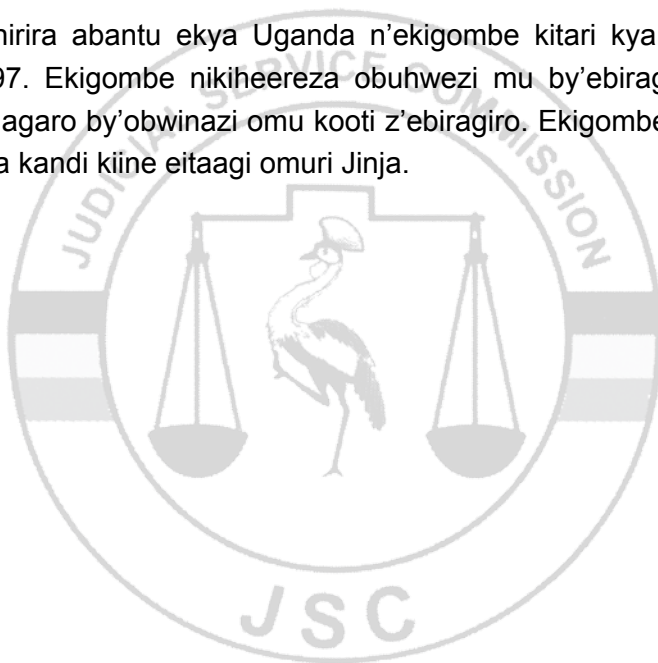 hirira abantu ekya Uganda n’ekigombe kitari kya
97. Ekigombe nikiheereza obuhwezi mu by’ebirag
agaro by’obwinazi omu kooti z’ebiragiro. Ekigombe
a kandi kiine eitaagi omuri Jinja.
JUDICIAL SERVICE COMMISSION
JSC